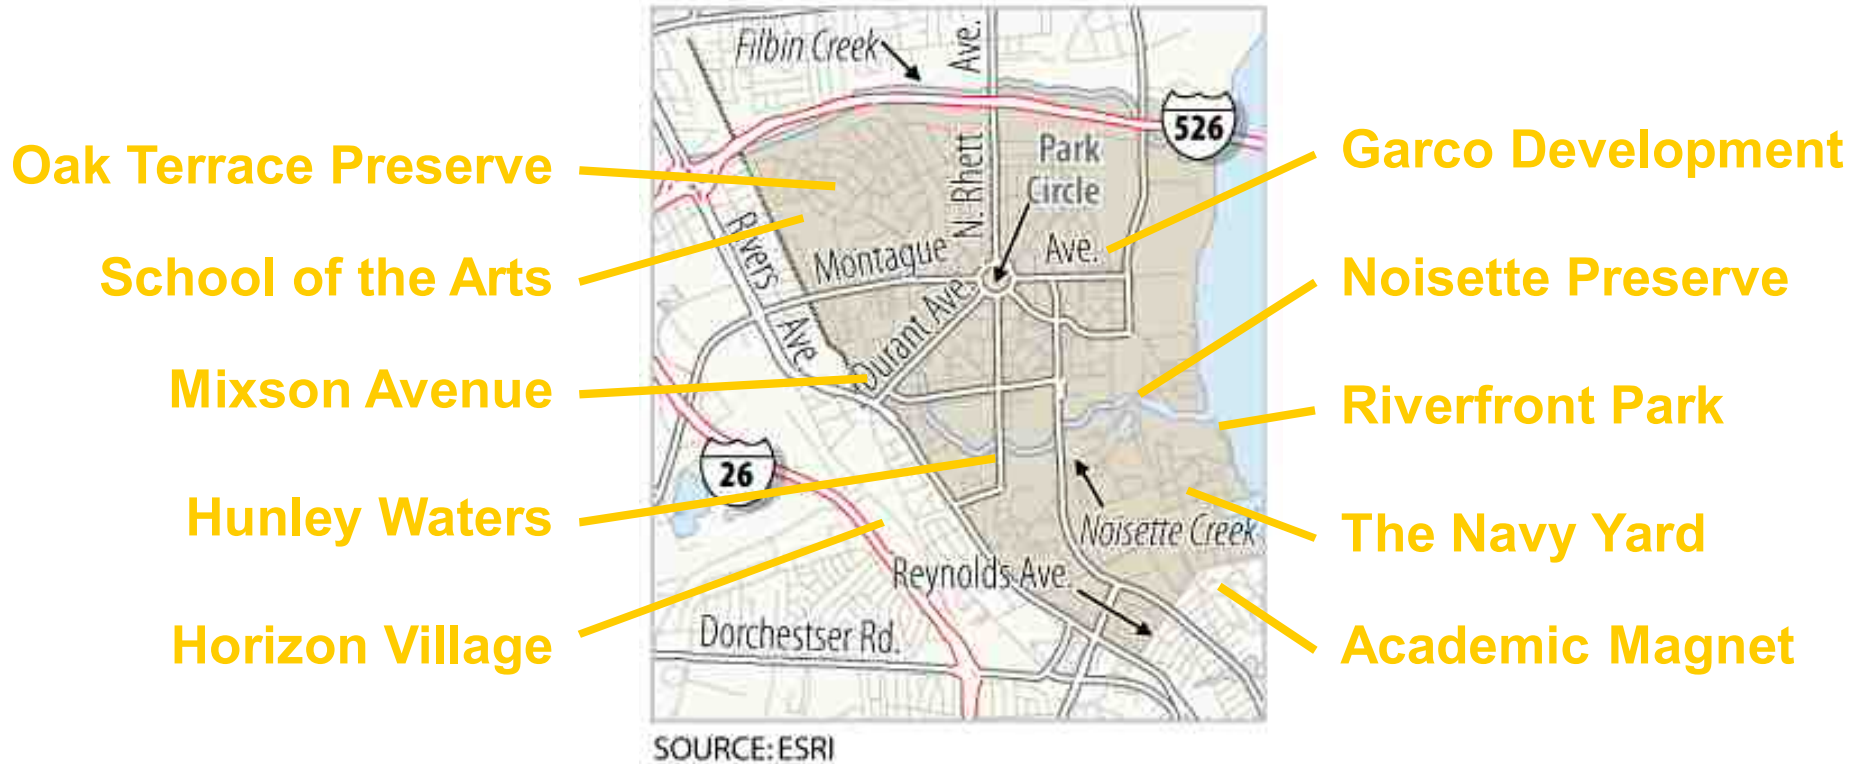 Oak Terrace Preserve
School of the Arts
Mixson Avenue
Hunley Waters
Horizon Village
Filbin Creek
Ave.
526
Park
Circle
N. Rhett
Rivers
Ave.
Montague
Ave.
Durant Ave.
26
Noisette Creek
Reynolds Ave.
Dorchestser Rd.
SOURCE: ESRI
Garco Development
Noisette Preserve
Riverfront Park
The Navy Yard
Academic Magnet